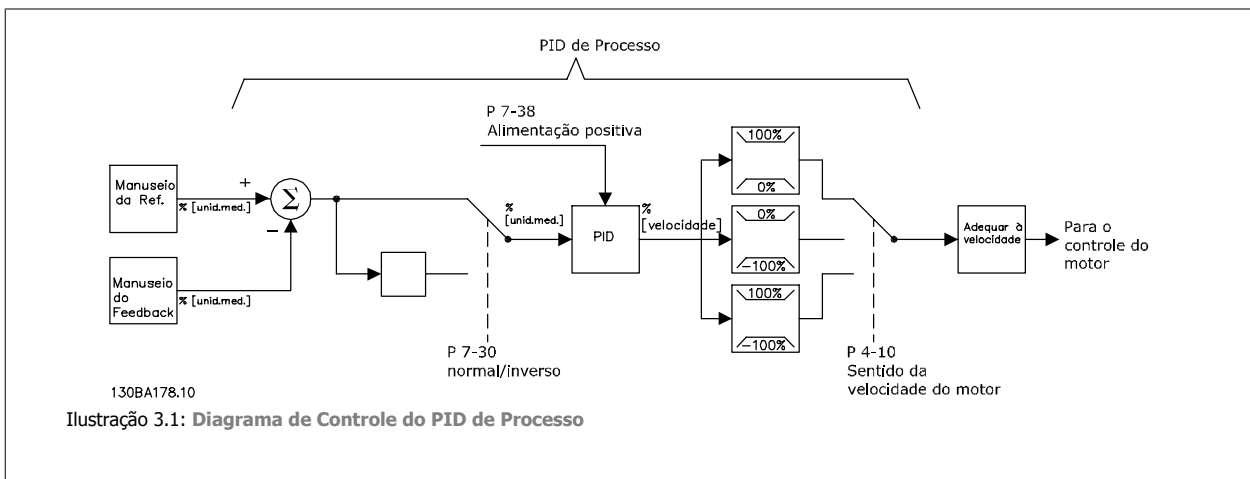 PID de Processo
P 7-38
Alimentação positiva
Manuseio
da Ref.
+
% [unid.med.]
Σ
−
Manuseio
do
Feedback
% [unid.med.]
%
[unid.med.]
PID
%
[velocidade]
100%
0%
0%
−100%
100%
−100%
Adequar à
velocidade
Para o
controle do
motor
P 7-30
normal/inverso
P 4-10
Sentido da
velocidade do motor
130BA178.10
Ilustração 3.1: Diagrama de Controle do PID de Processo